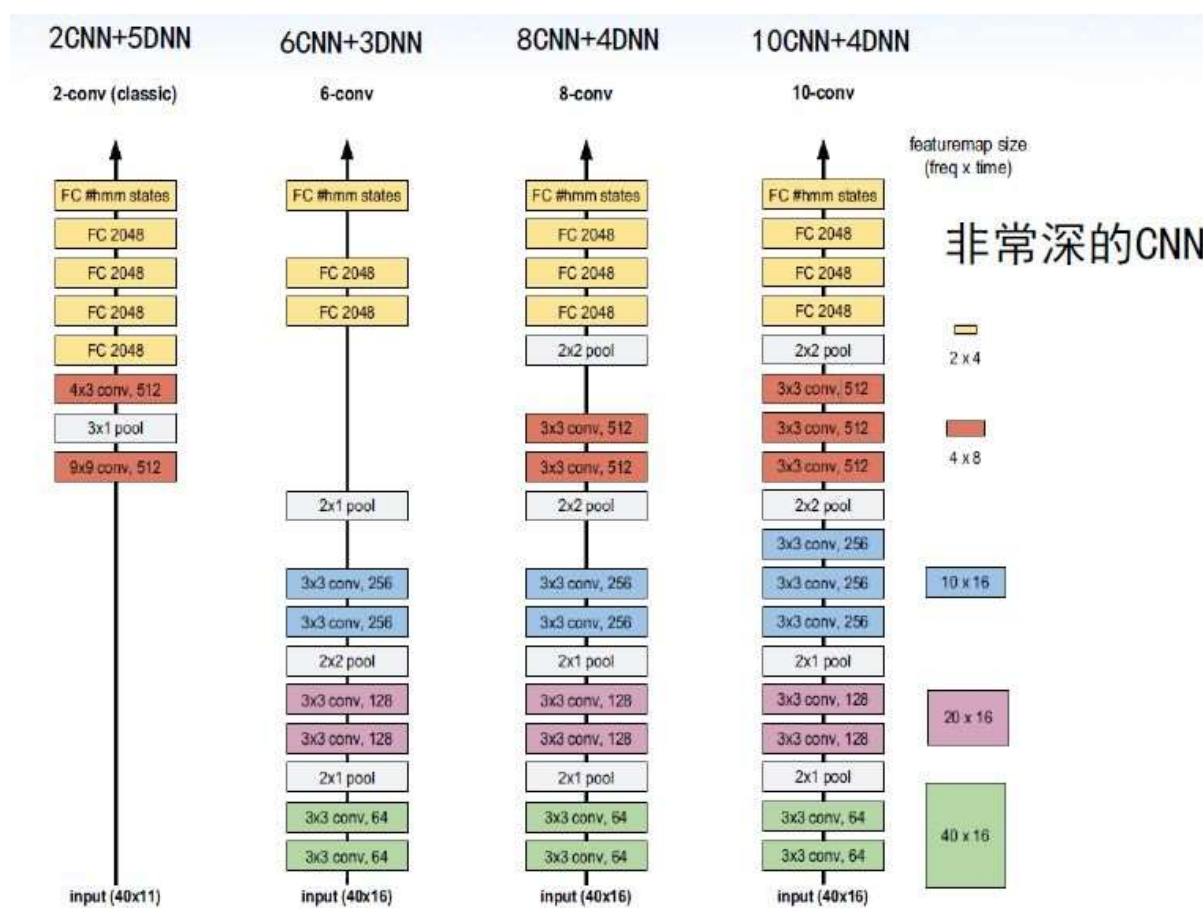 2CNN+5DNN
6CNN+3DNN
8CNN+4DNN
10CNN+4DNN
2-conv (classic)
6-conv
8-conv
10-conv
featuremap size
(freq x time)
非常深的CNN
FC #hmm states
FC 2048
FC 2048
FC 2048
FC 2048
4x3 conv, 512
3x1 pool
9x9 conv, 512
input (40x11)
FC #hmm states
FC 2048
FC 2048
2x1 pool
3x3 conv, 256
3x3 conv, 256
2x2 pool
3x3 conv, 128
3x3 conv, 128
2x1 pool
3x3 conv, 64
3x3 conv, 64
input (40x16)
FC #hmm states
FC 2048
FC 2048
FC 2048
2x2 pool
3x3 conv, 512
3x3 conv, 512
2x2 pool
3x3 conv, 256
3x3 conv, 256
2x1 pool
3x3 conv, 128
3x3 conv, 128
2x1 pool
3x3 conv, 64
3x3 conv, 64
input (40x16)
FC #hmm states
FC 2048
FC 2048
FC 2048
2x2 pool
3x3 conv, 512
3x3 conv, 512
3x3 conv, 512
2x2 pool
3x3 conv, 256
3x3 conv, 256
3x3 conv, 256
2x1 pool
3x3 conv, 128
3x3 conv, 128
2x1 pool
3x3 conv, 64
3x3 conv, 64
input (40x16)
2 x 4
4 x 8
10 x 16
20 x 16
40 x 16